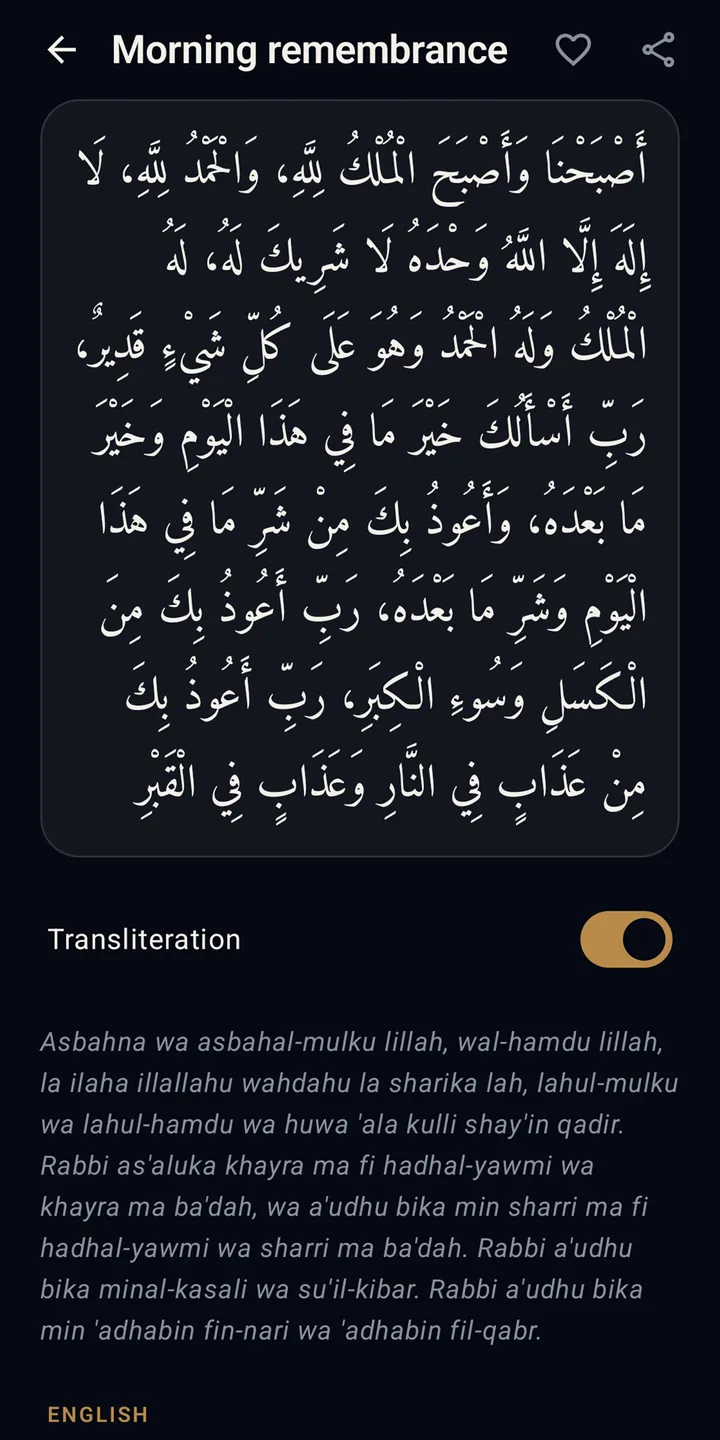 Morning remembrance
أَصْبَحْنَا وَأَصْبَحَ الْمُلْكُ لِلَّهِ، وَالْحَمْدُ لِلَّهِ، لَا
إِلَهَ إِلَّا اللَّهُ وَحْدَهُ لَا شَرِيكَ لَهُ، لَهُ
الْمُلْكُ وَلَهُ الْحَمْدُ وَهُوَ عَلَى كُلِّ شَيْءٍ قَدِيرٌ،
رَبِّ أَسْأَلُكَ خَيْرَ مَا فِي هَذَا الْيَوْمِ وَخَيْرَ
مَا بَعْدَهُ، وَأَعُوذُ بِكَ مِنْ شَرِّ مَا فِي هَذَا
الْيَوْمِ وَشَرِّ مَا بَعْدَهُ، رَبِّ أَعُوذُ بِكَ مِنَ
الْكَسَلِ وَسُوءِ الْكِبَرِ، رَبِّ أَعُوذُ بِكَ
مِنْ عَذَابٍ فِي النَّارِ وَعَذَابٍ فِي الْقَبْرِ
Transliteration
Asbahna wa asbahal-mulku lillah, wal-hamdu lillah,
la ilaha illallahu wahdahu la sharika lah, lahul-mulku
wa lahul-hamdu wa huwa 'ala kulli shay'in qadir.
Rabbi as'aluka khayra ma fi hadhal-yawmi wa
khayra ma ba'dah, wa a'udhu bika min sharri ma fi
hadhal-yawmi wa sharri ma ba'dah. Rabbi a'udhu
bika minal-kasali wa su'il-kibar. Rabbi a'udhu bika
min 'adhabin fin-nari wa 'adhabin fil-qabr.
ENGLISH